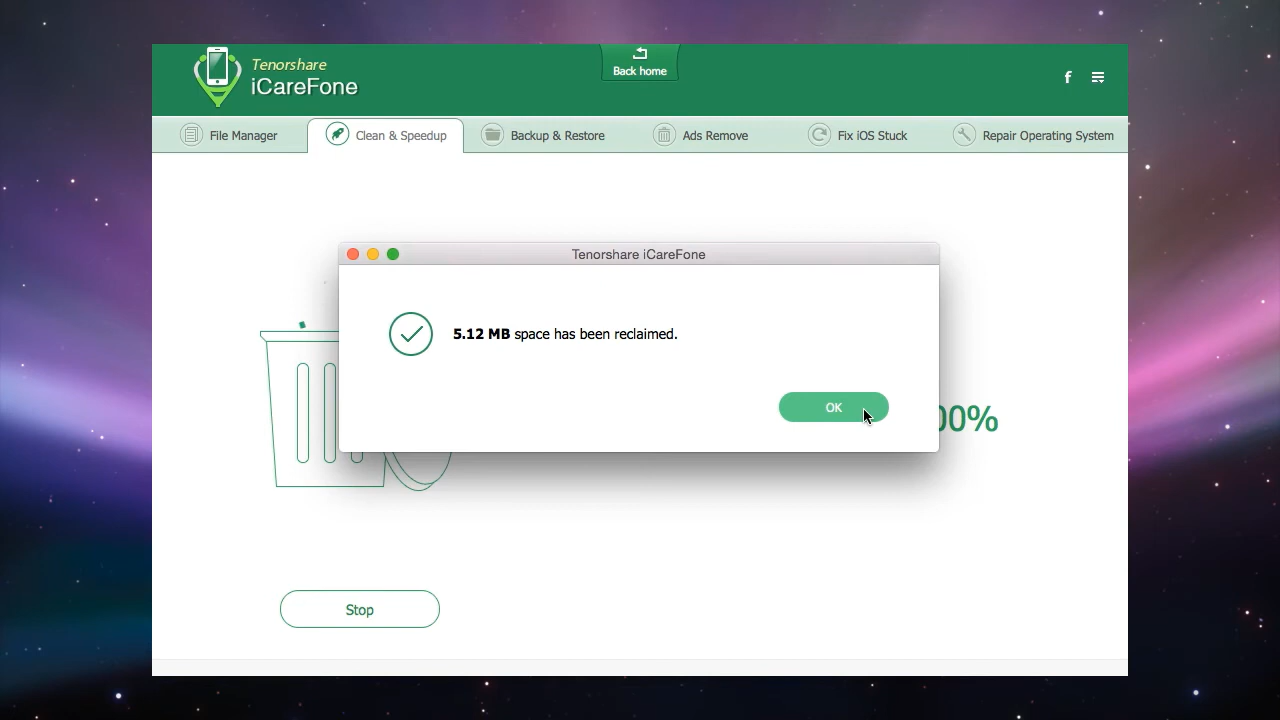 Tenorshare
iCareFone
Back home
f
File Manager
Clean & Speedup
Backup & Restore
Ads Remove
Fix iOS Stuck
Repair Operating System
Tenorshare iCareFone
5.12 MB space has been reclaimed.
OK
00%
Stop